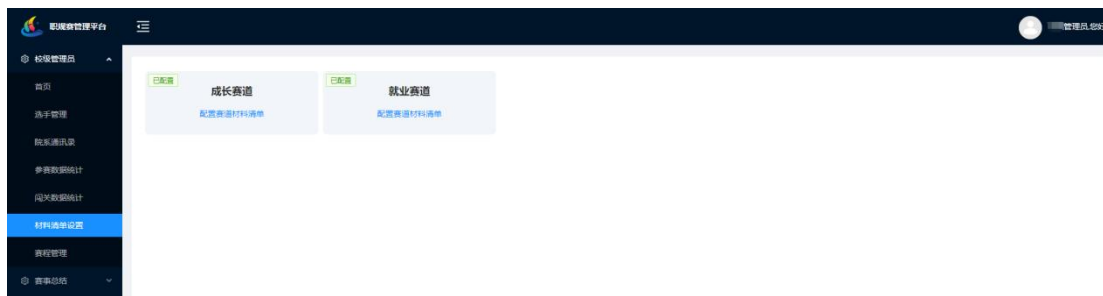 职规赛管理平台
管理员,您好
校级管理员
首页
选手管理
院系通讯录
参赛数据统计
闯关数据统计
材料清单设置
赛程管理
赛事总结
已配置
成长赛道
配置赛道材料清单
已配置
就业赛道
配置赛道材料清单